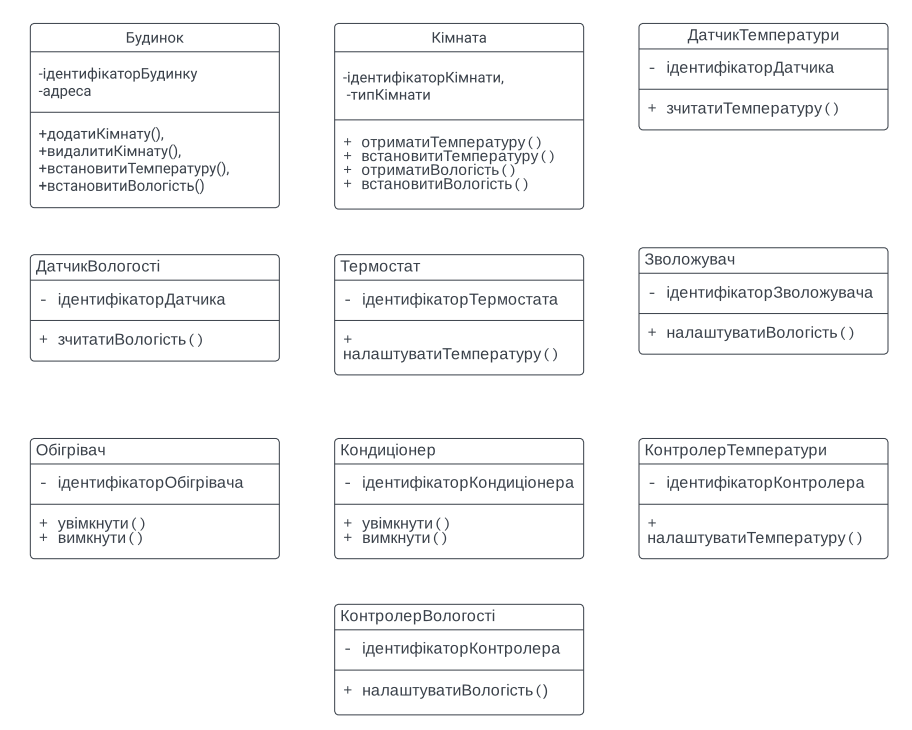 Будинок
-ідентифікаторБудинку
-адреса
+додатиКімнату(),
+видалитиКімнату(),
+встановитиТемпературу(),
+встановитиВологість()
Кімната
-ідентифікаторКімнати,
-типКімнати
+ отриматиТемпературу()
+ встановитиТемпературу()
+ отриматиВологість()
+ встановитиВологість()
ДатчикТемператури
- ідентифікаторДатчика
+ зчитатиТемпературу()
ДатчикВологості
- ідентифікаторДатчика
+ зчитатиВологість()
Термостат
- ідентифікаторТермостата
+
налаштуватиТемпературу()
Зволожувач
- ідентифікаторЗволожувача
+ налаштуватиВологість()
Обігрівач
- ідентифікаторОбігрівача
+ увімкнути()
+ вимкнути()
Кондиціонер
- ідентифікаторКондиціонера
+ увімкнути()
+ вимкнути()
КонтролерТемператури
- ідентифікаторКонтролера
+
налаштуватиТемпературу()
КонтролерВологості
- ідентифікаторКонтролера
+ налаштуватиВологість()